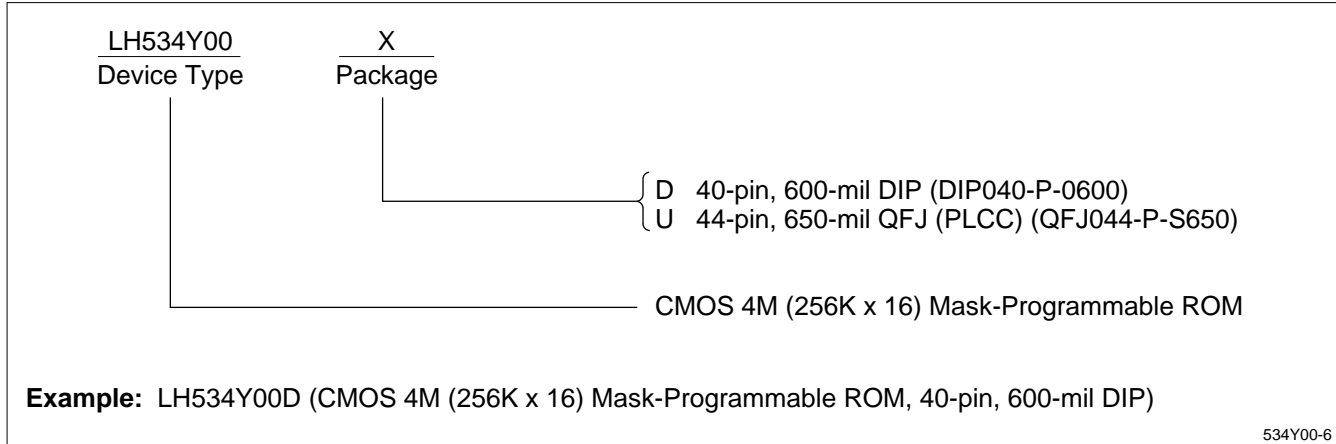 LH534Y00 X
Device Type Package
D 40-pin, 600-mil DIP (DIP040-P-0600)
U 44-pin, 650-mil QFJ (PLCC) (QFJ044-P-S650)
CMOS 4M (256K x 16) Mask-Programmable ROM
Example: LH534Y00D (CMOS 4M (256K x 16) Mask-Programmable ROM, 40-pin, 600-mil DIP)
534Y00-6